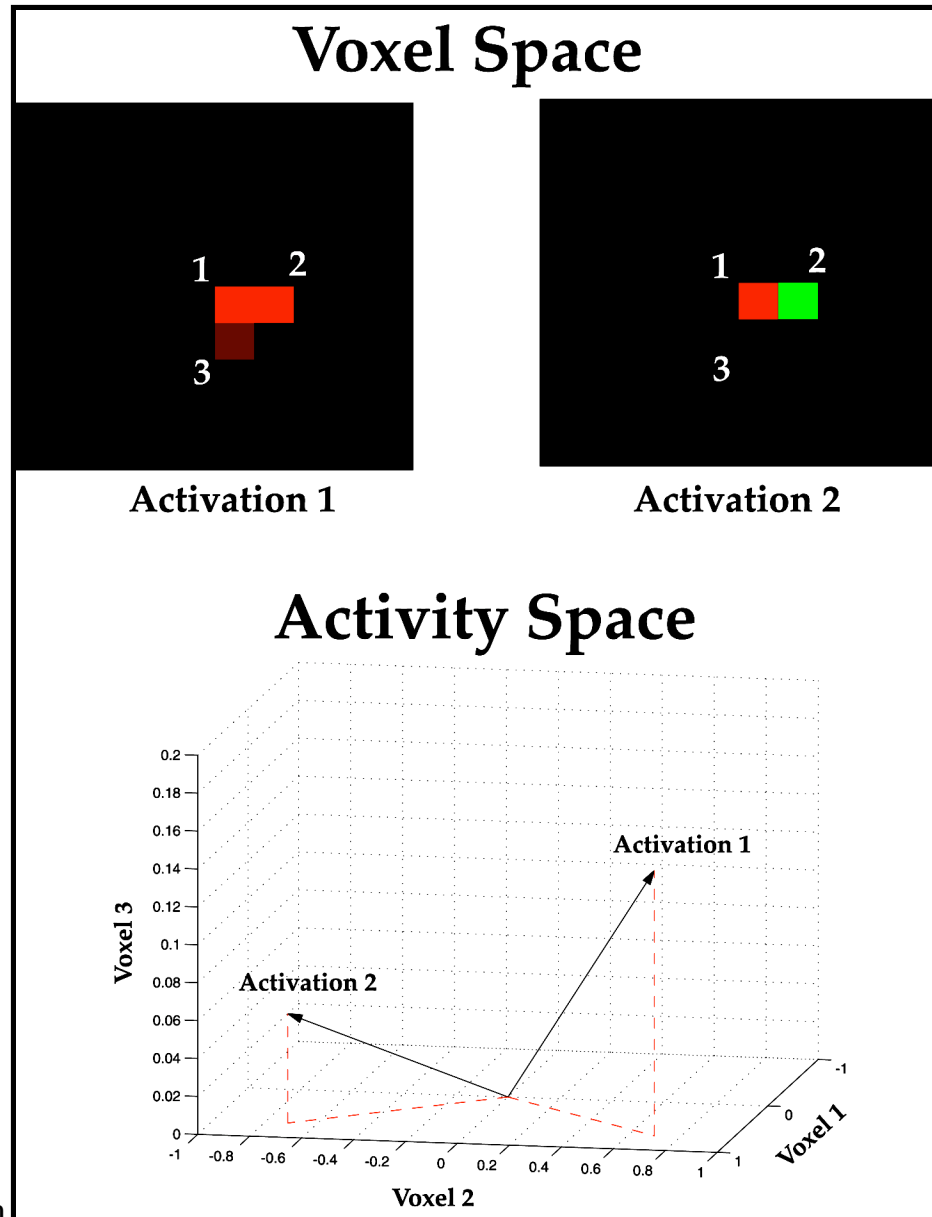 Voxel Space
1 2
3
Activation 1
1 2
3
Activation 2
Activity Space
0.2
0.18
0.16
0.14
0.12
0.1
0.08
0.06
0.04
0.02
0
Voxel 3
Activation 1
Activation 2
-1 -0.8 -0.6 -0.4 -0.2 0 0.2 0.4 0.6 0.8 1
Voxel 2
1 0 -1
Voxel 1